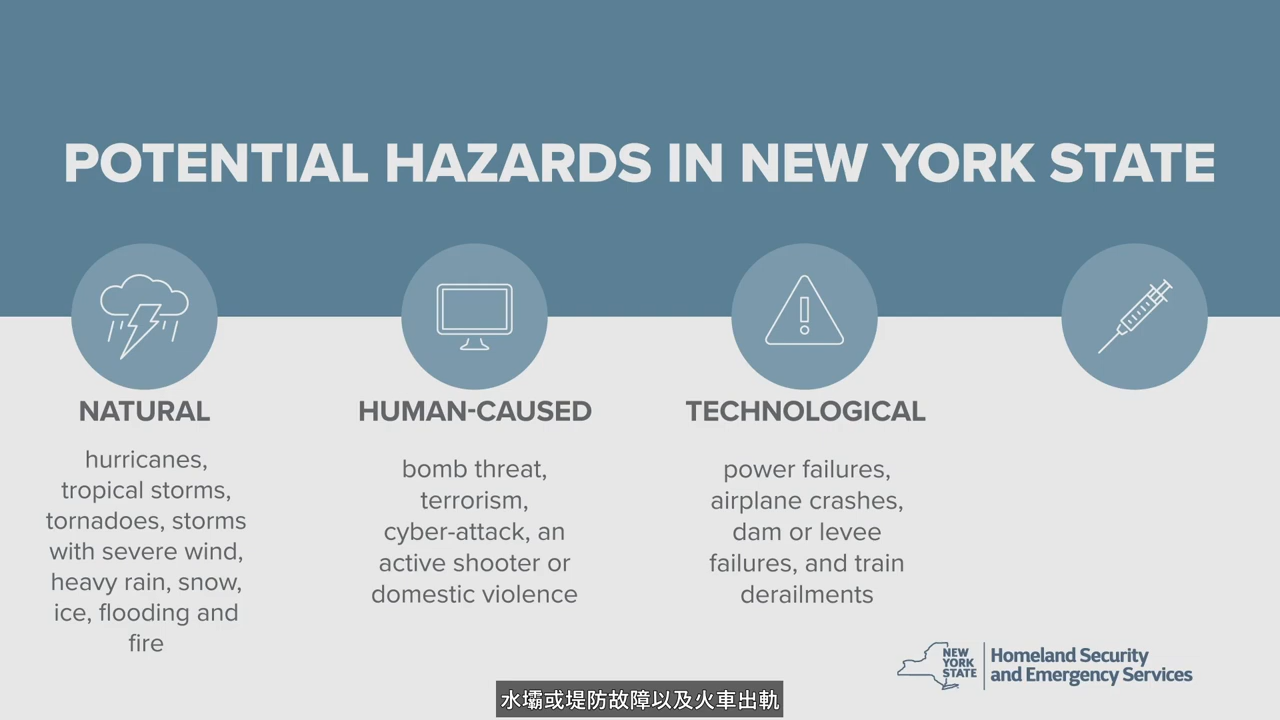 POTENTIAL HAZARDS IN NEW YORK STATE
NATURAL
hurricanes,
tropical storms,
tornadoes, storms
with severe wind,
heavy rain, snow,
ice, flooding and
fire
HUMAN-CAUSED
bomb threat,
terrorism,
cyber-attack, an
active shooter or
domestic violence
TECHNOLOGICAL
power failures,
airplane crashes,
dam or levee
failures, and train
derailments
NEW
YORK
STATE
Homeland Security
and Emergency Services
水壩或堤防故障以及火車出軌